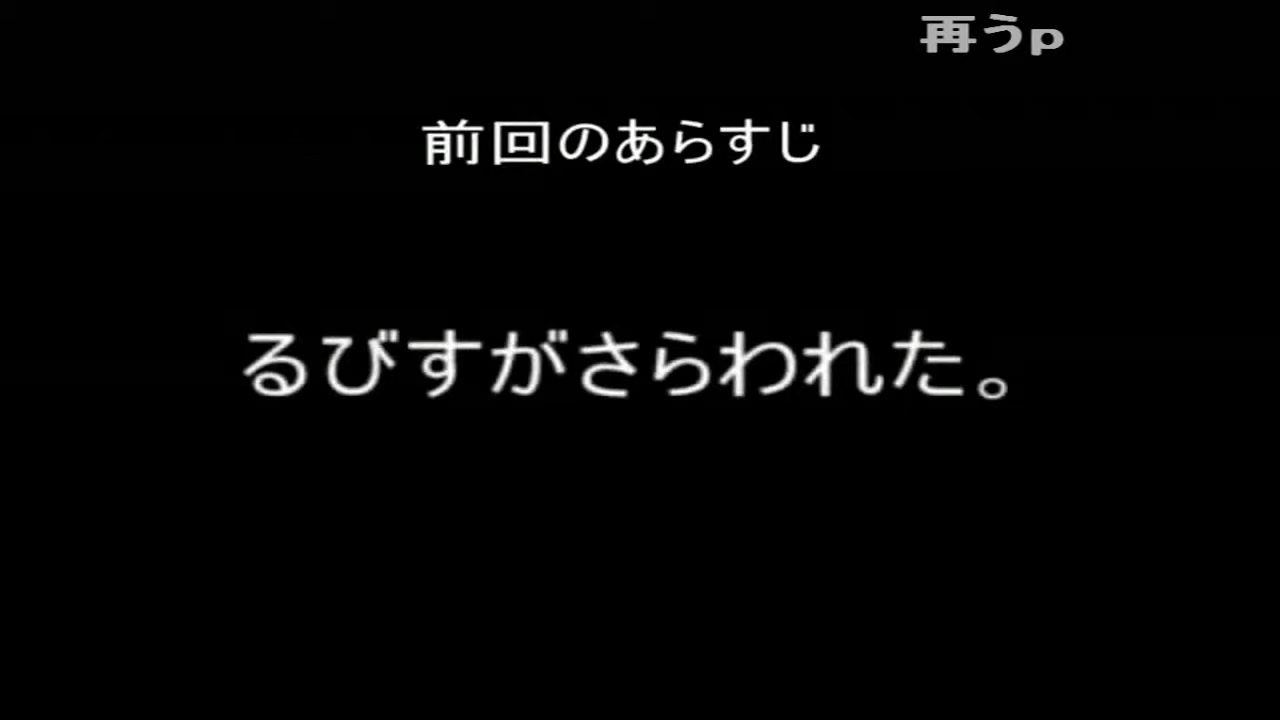 再うp
前回のあらすじ
るびすがさらわれた。